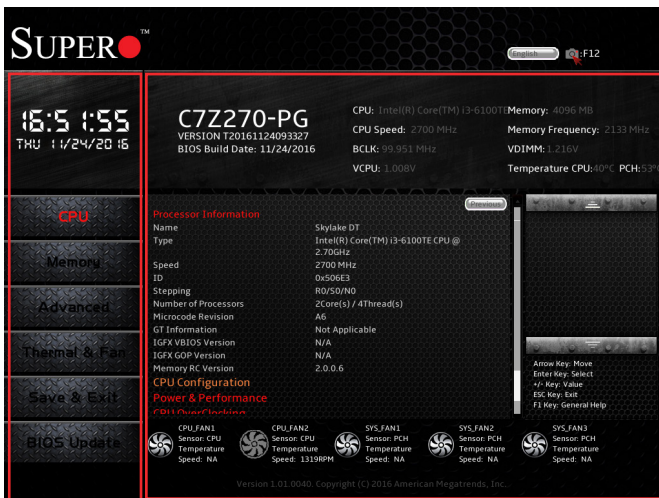 SUPER
TM
English
:F12
16:51:55
THU 11/24/2016
C7Z270-PG
VERSION T20161124093327
BIOS Build Date: 11/24/2016
CPU: Intel(R) Core(TM) i3-6100TE
CPU Speed: 2700 MHz
BCLK: 99.951 MHz
VCPU: 1.008V
Memory: 4096 MB
Memory Frequency: 2133 MHz
VDIMM: 1.216V
Temperature CPU:40°C PCH:53°
CPU
Memory
Advanced
Thermal & Fan
Save & Exit
BIOS Update
Previous
Processor Information
Name Skylake DT
Type Intel(R) Core(TM) i3-6100TE CPU @
2.70GHz
Speed 2700 MHz
ID 0x506E3
Stepping R0/S0/N0
Number of Processors 2Core(s) / 4Thread(s)
Microcode Revision A6
GT Information Not Applicable
IGFX VBIOS Version N/A
IGFX GOP Version N/A
Memory RC Version 2.0.0.6
CPU Configuration
Power & Performance
CPU OverClocking
Arrow Key: Move
Enter Key: Select
+/- Key: Value
ESC Key: Exit
F1 Key: General Help
CPU_FAN1
Sensor: CPU
Temperature
Speed: NA
CPU_FAN2
Sensor: CPU
Temperature
Speed: 1319RPM
SYS_FAN1
Sensor: PCH
Temperature
Speed: NA
SYS_FAN2
Sensor: PCH
Temperature
Speed: NA
SYS_FAN3
Sensor: PCH
Temperature
Speed: NA
Version 1.01.0040. Copyright (C) 2016 American Megatrends, Inc.